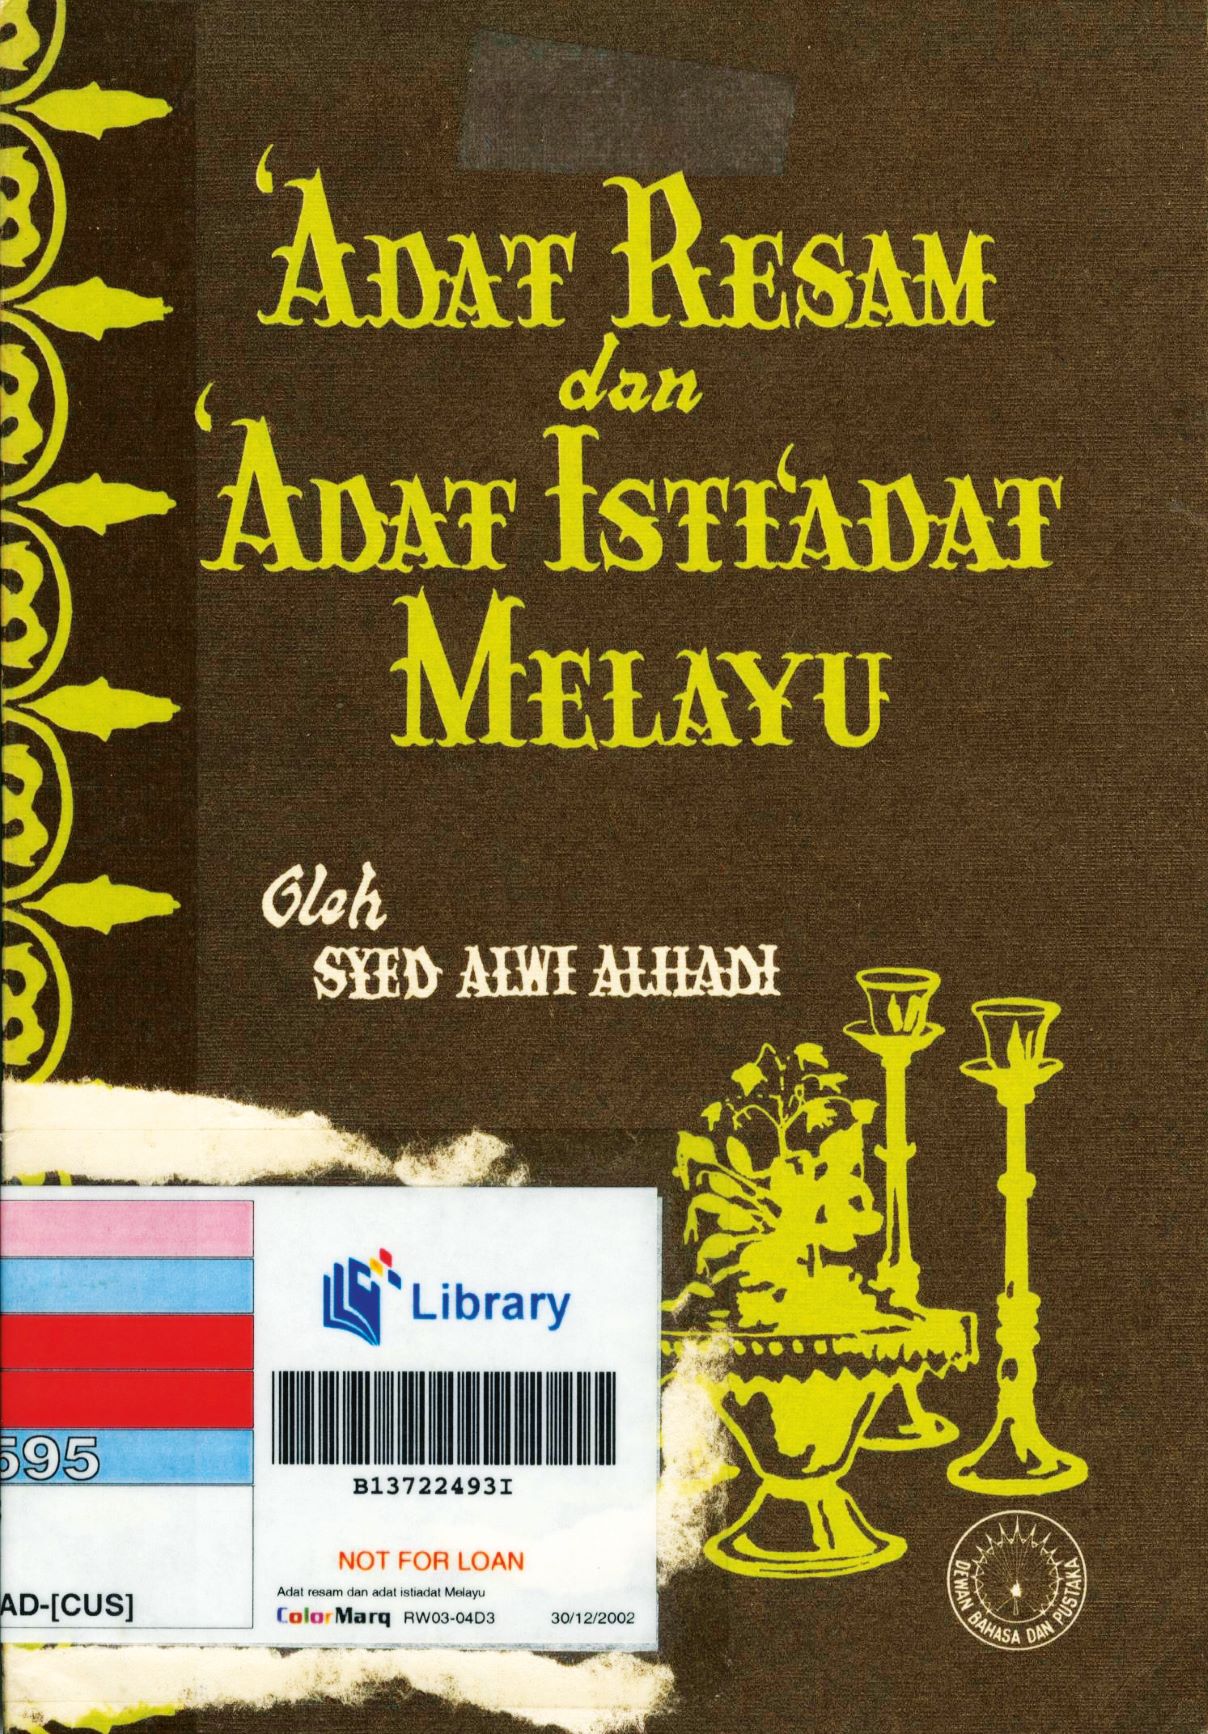 'ADAT RESAM
dan
'ADAT ISTI'ADAT
MELAYU
Oleh
SYED ALWI ALHADI
Library
595
B13722493I
NOT FOR LOAN
Adat resam dan adat istiadat Melayu
AD-[CUS]
ColorMarq RW03-04D3 30/12/2002
DEWAN BAHASA DAN PUSTAKA